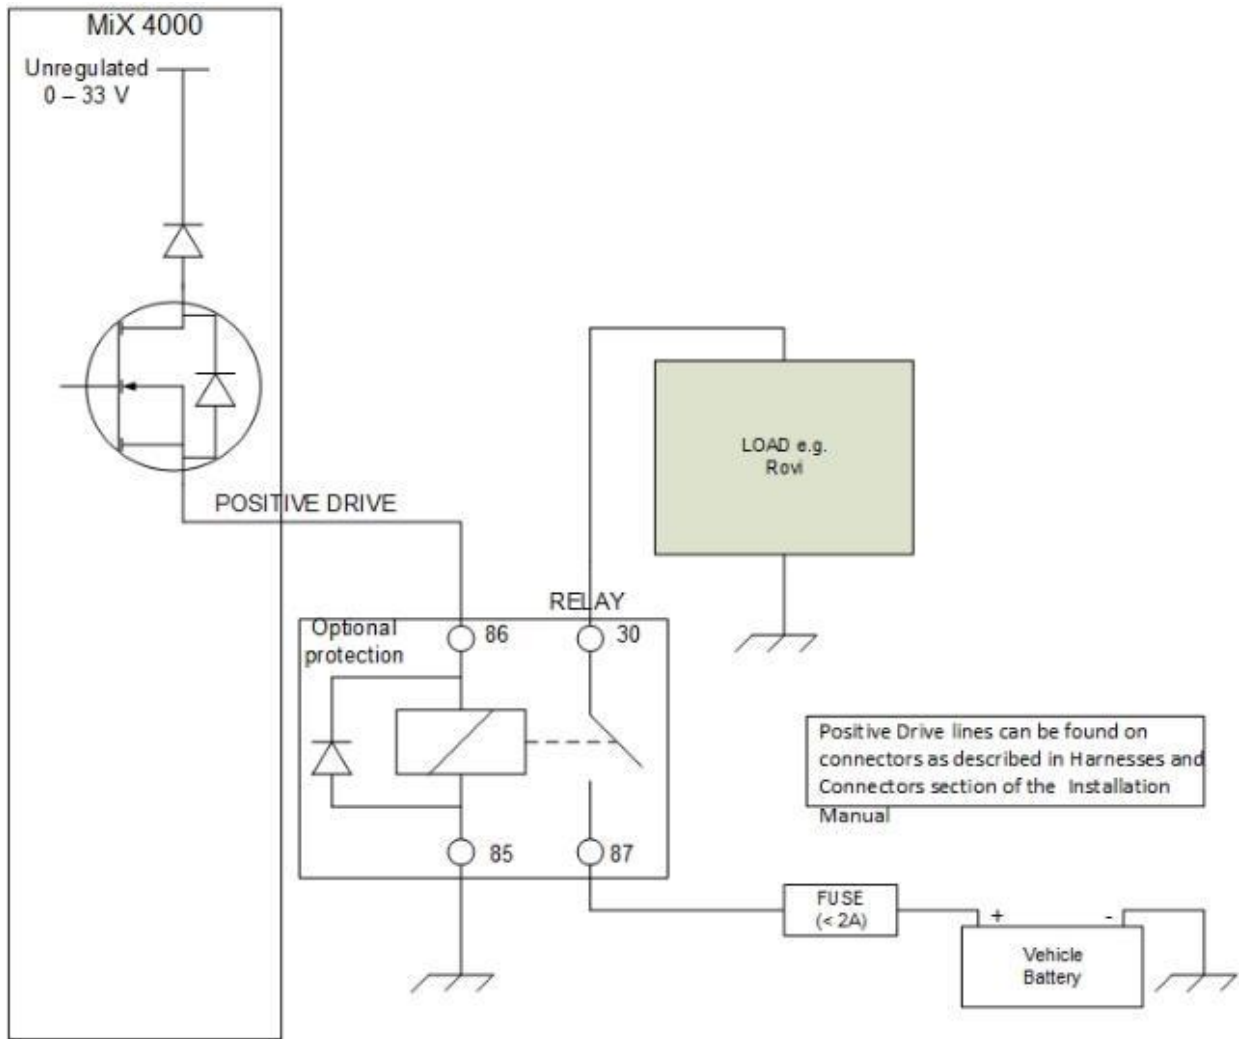 MiX 4000
Unregulated
0 – 33 V
POSITIVE DRIVE
LOAD e.g.
Rovi
RELAY
Optional
protection
86
30
85
87
Positive Drive lines can be found on
connectors as described in Harnesses and
Connectors section of the Installation
Manual
FUSE
(< 2A)
+
-
Vehicle
Battery